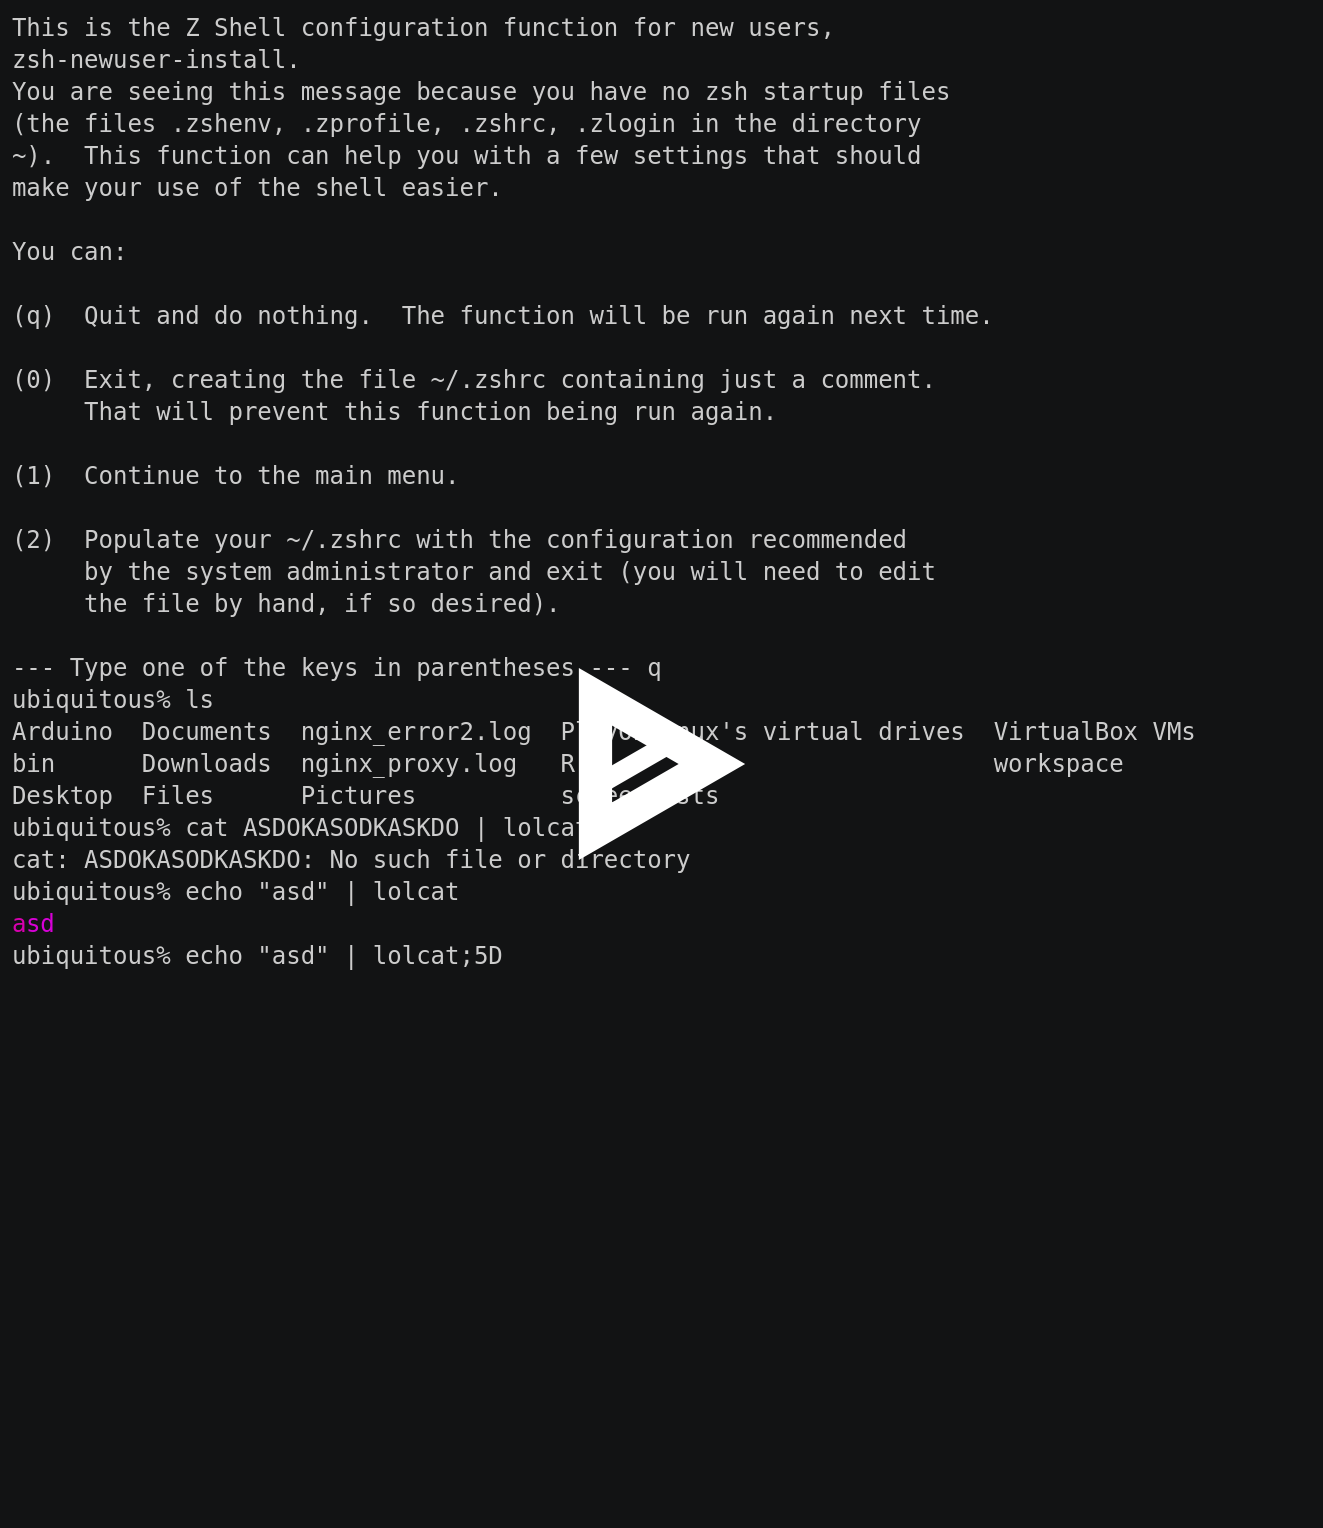 This is the Z Shell configuration function for new users,
zsh-newuser-install.
You are seeing this message because you have no zsh startup files
(the files .zshenv, .zprofile, .zshrc, .zlogin in the directory
~).  This function can help you with a few settings that should
make your use of the shell easier.

You can:

(q)  Quit and do nothing.  The function will be run again next time.

(0)  Exit, creating the file ~/.zshrc containing just a comment.
     That will prevent this function being run again.

(1)  Continue to the main menu.

(2)  Populate your ~/.zshrc with the configuration recommended
     by the system administrator and exit (you will need to edit
     the file by hand, if so desired).

--- Type one of the keys in parentheses --- q
ubiquitous% ls
Arduino  Documents  nginx_error2.log  virtual drives  VirtualBox VMs
bin      Downloads  nginx_proxy.log   workspace
Desktop  Files      Pictures
ubiquitous% cat ASDOKASODKASKDO | lolcat
cat: ASDOKASODKASKDO: No such file or directory
ubiquitous% echo "asd" | lolcat
asd
ubiquitous% echo "asd" | lolcat;5D